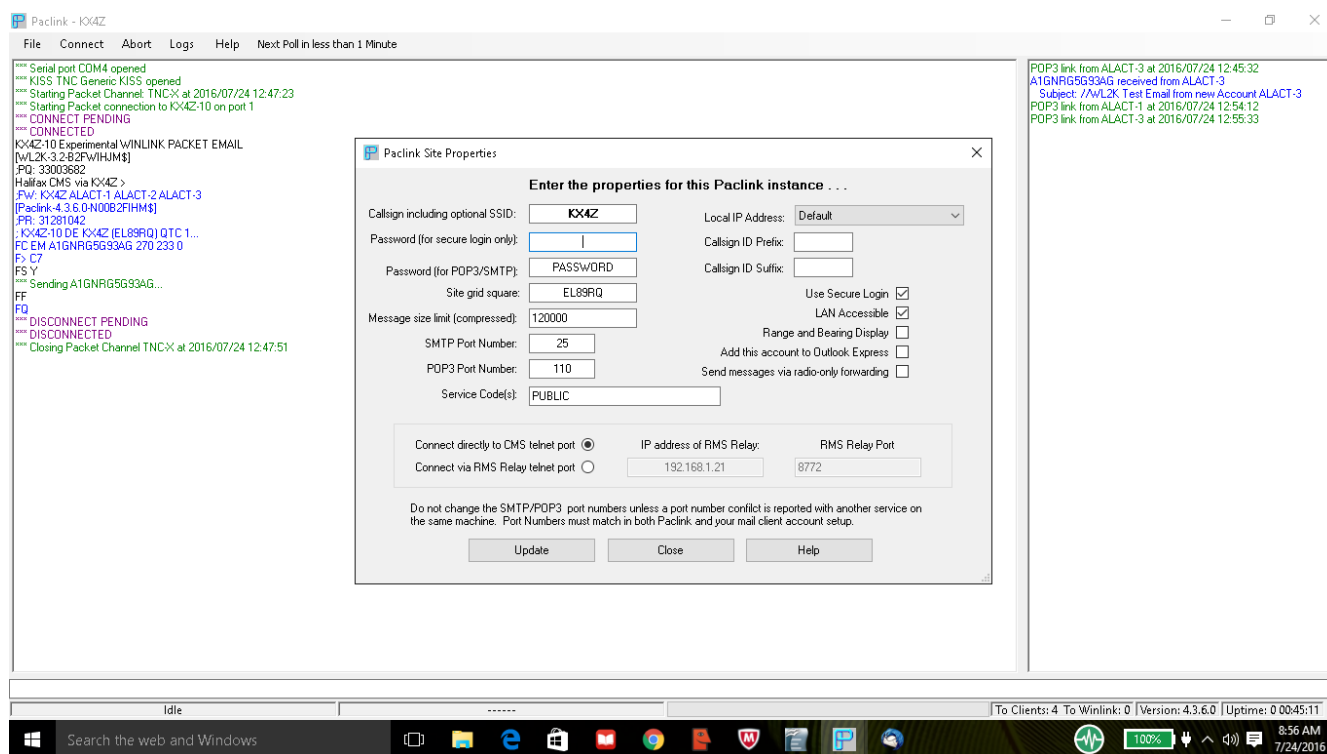 Paclink - KX4Z
File Connect Abort Logs Help Next Poll in less than 1 Minute
*** Serial port COM4 opened
*** KISS TNC Generic KISS opened
*** Starting Packet Channel: TNC-X at 2016/07/24 12:47:23
*** Starting Packet connection to KX4Z-10 on port 1
*** CONNECT PENDING
*** CONNECTED
KX4Z-10 Experimental WINLINK PACKET EMAIL
[WL2K-3.2-B2FWIHJM$]
;PQ: 33003682
Halifax CMS via KX4Z >
;FW: KX4Z ALACT-1 ALACT-2 ALACT-3
[Paclink-4.3.6.0-N00B2FIHM$]
;PR: 31281042
; KX4Z-10 DE KX4Z (EL89RQ) QTC 1...
FC EM A1GNRG5G93AG 270 233 0
F> C7
FS Y
*** Sending A1GNRG5G93AG...
FF
FQ
*** DISCONNECT PENDING
*** DISCONNECTED
*** Closing Packet Channel TNC-X at 2016/07/24 12:47:51
POP3 link from ALACT-3 at 2016/07/24 12:45:32
A1GNRG5G93AG received from ALACT-3
Subject: //WL2K Test Email from new Account ALACT-3
POP3 link from ALACT-1 at 2016/07/24 12:54:12
POP3 link from ALACT-3 at 2016/07/24 12:55:33
Paclink Site Properties
Enter the properties for this Paclink instance . . .
Callsign including optional SSID: KX4Z
Password (for secure login only):
Password (for POP3/SMTP): PASSWORD
Site grid square: EL89RQ
Message size limit (compressed): 120000
SMTP Port Number: 25
POP3 Port Number: 110
Service Code(s): PUBLIC
Local IP Address: Default
Callsign ID Prefix:
Callsign ID Suffix:
Use Secure Login
LAN Accessible
Range and Bearing Display
Add this account to Outlook Express
Send messages via radio-only forwarding
Connect directly to CMS telnet port IP address of RMS Relay: RMS Relay Port
Connect via RMS Relay telnet port 192.168.1.21 8772
Do not change the SMTP/POP3 port numbers unless a port number confilct is reported with another service on
the same machine. Port Numbers must match in both Paclink and your mail client account setup.
Update Close Help
Idle ------ To Clients: 4 To Winlink: 0 Version: 4.3.6.0 Uptime: 0 00:45:11
Search the web and Windows
100%
8:56 AM
7/24/2016